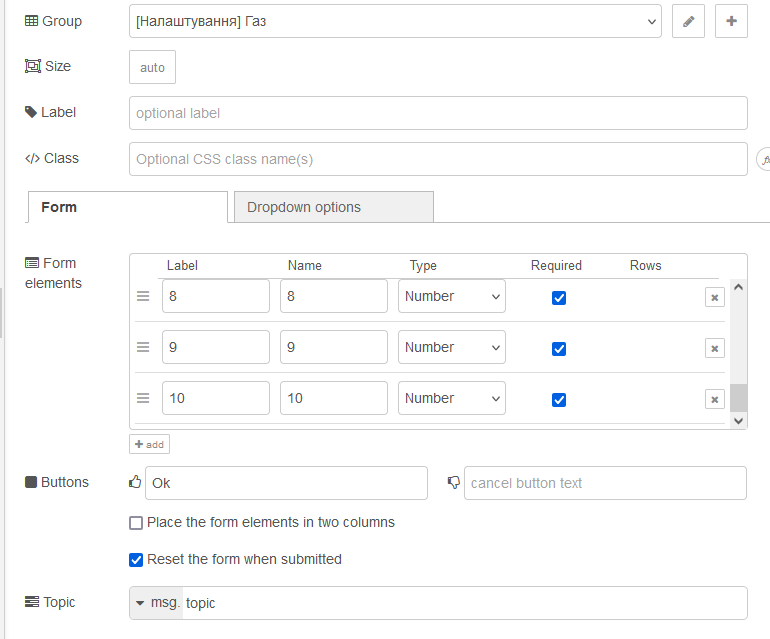 Group [Налаштування] Газ
Size auto
Label optional label
</> Class Optional CSS class name(s)
Form Dropdown options
Form elements
Label Name Type Required Rows
8 8 Number
9 9 Number
10 10 Number
+ add
Buttons Ok cancel button text
Place the form elements in two columns
Reset the form when submitted
Topic msg. topic